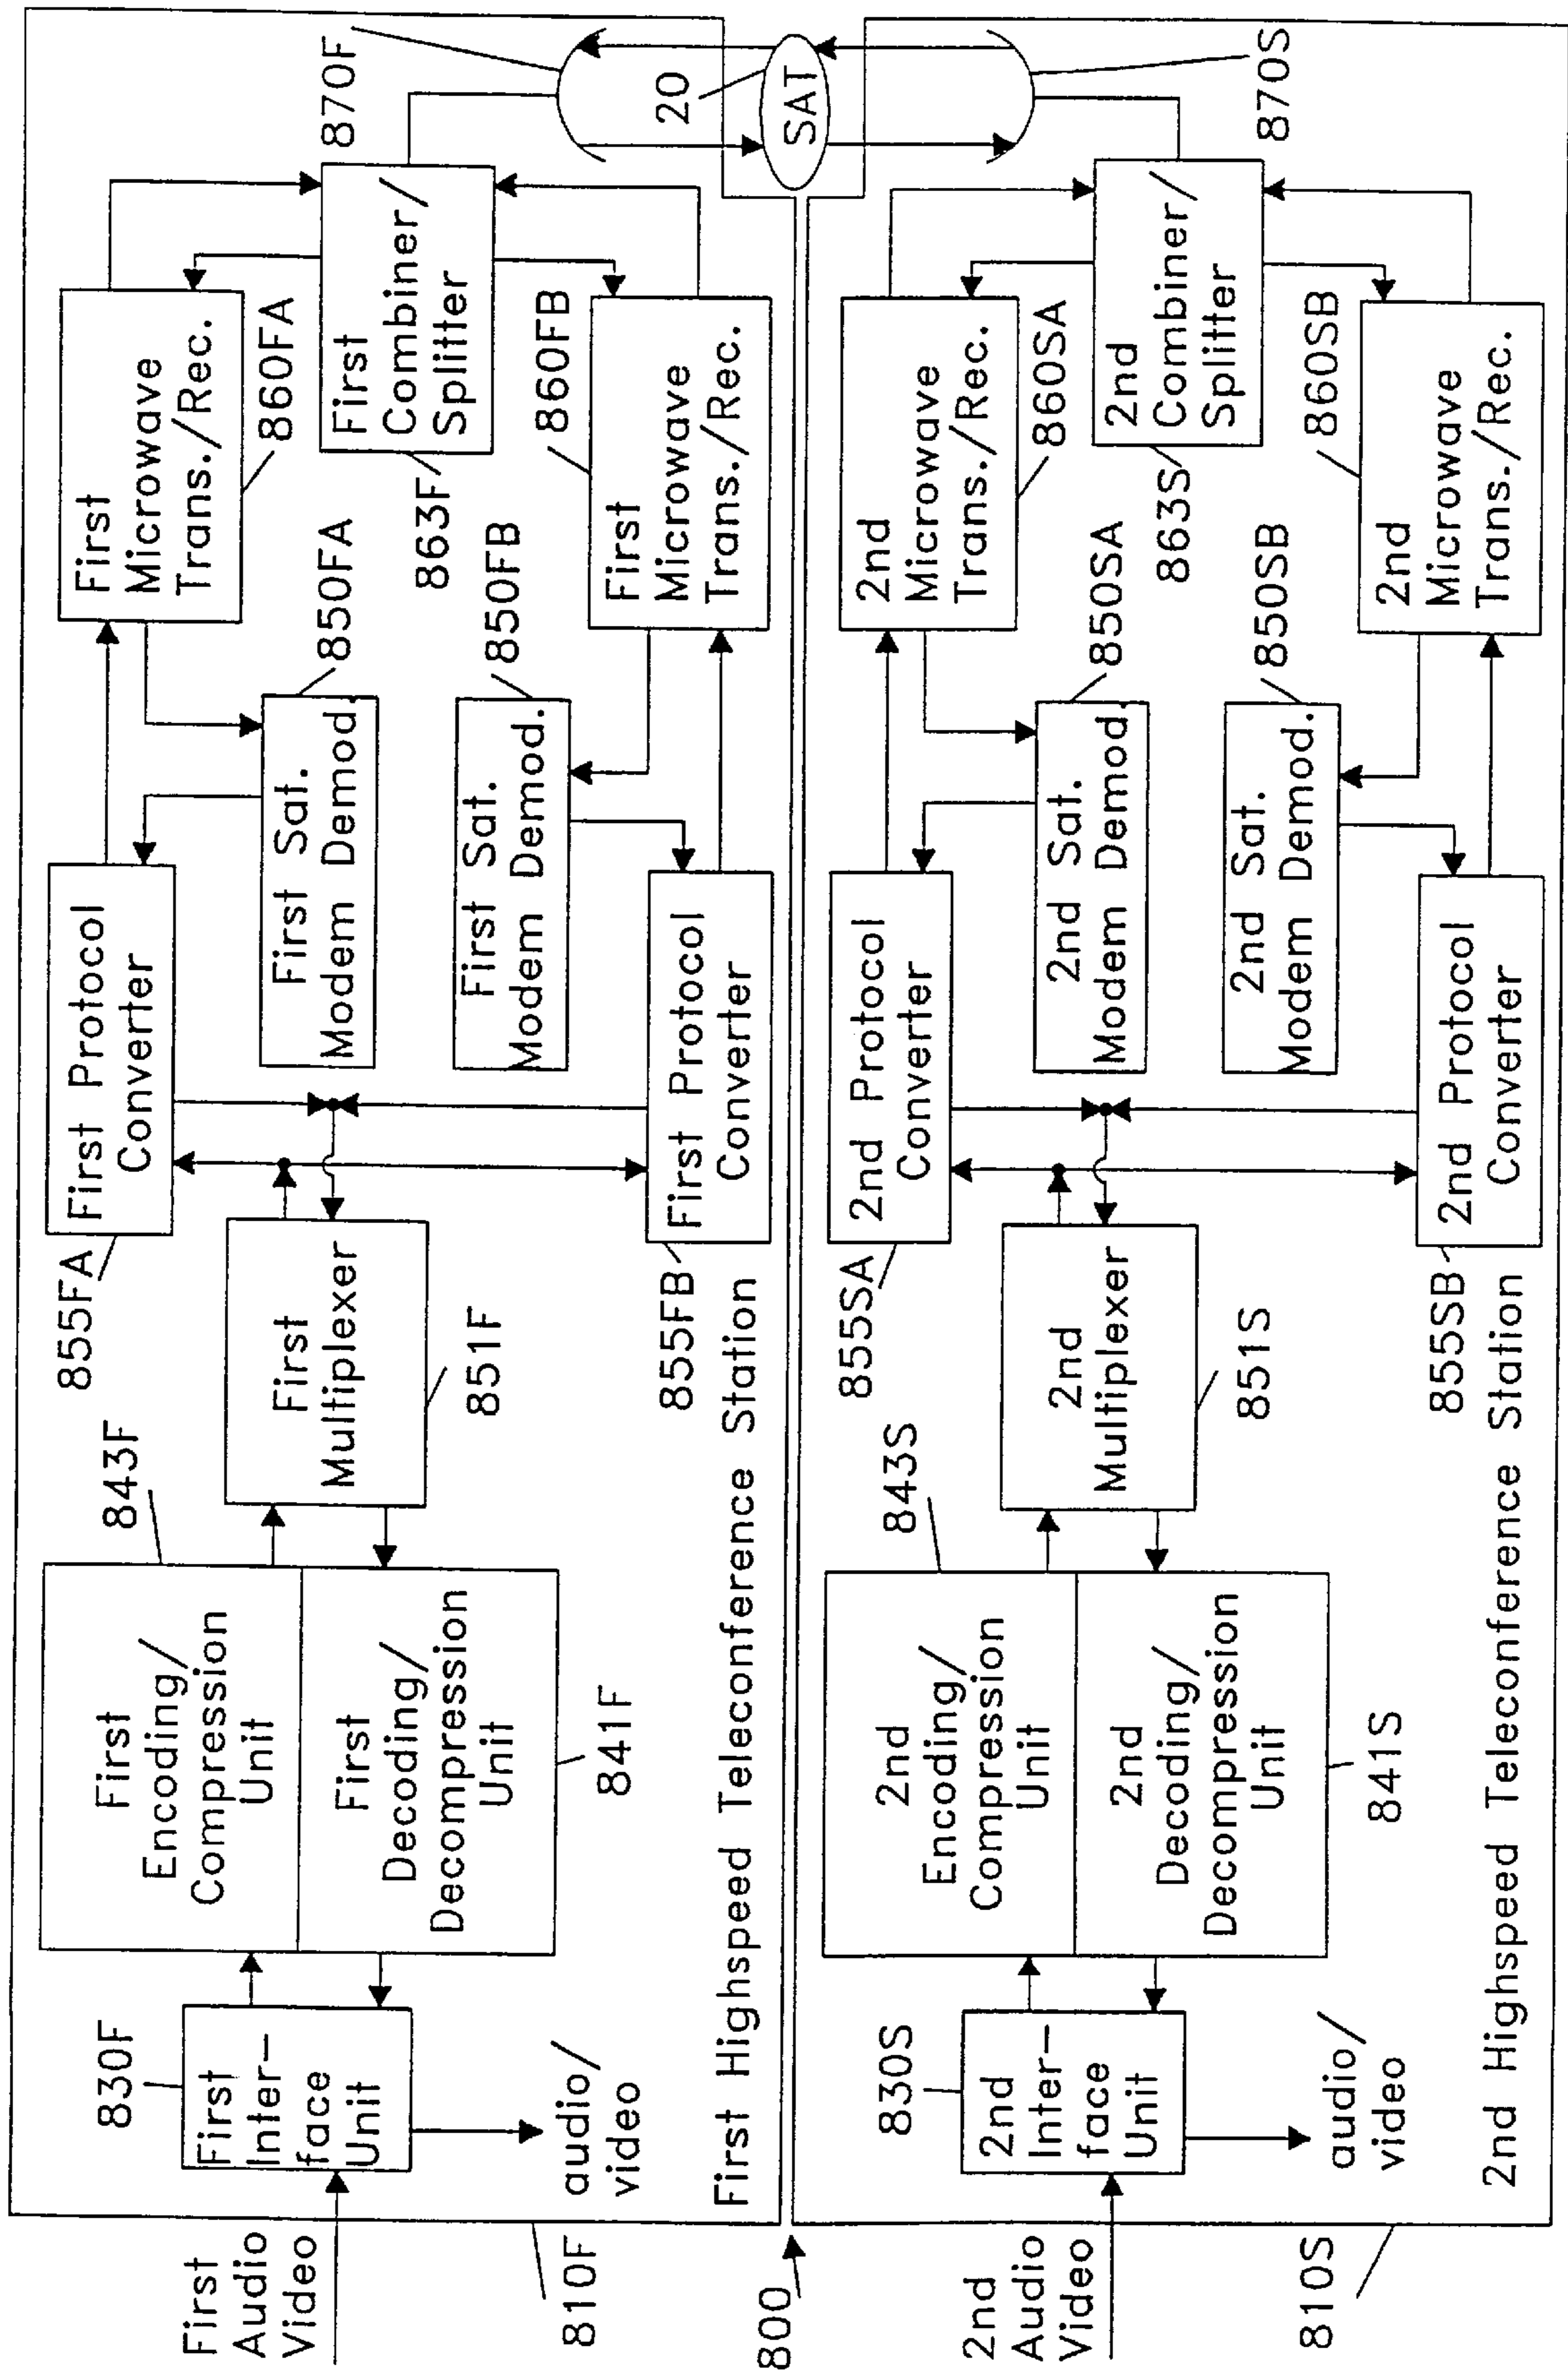 First
Audio
Video
810F
830F
First
Inter-
face
Unit
audio/
video
843F
First
Encoding/
Compression
Unit
First
Decoding/
Decompression
Unit
841F
First
Multiplexer
851F
855FA
First Protocol
Converter
First Sat.
Modem Demod.
850FA
First Sat.
Modem Demod.
850FB
855FB
First Protocol
Converter
First
Microwave
Trans./Rec.
860FA
First
Combiner/
Splitter
863F
860FB
First
Microwave
Trans./Rec.
870F
20
SAT
First Highspeed Teleconference Station
800
2nd
Audio
Video
810S
830S
2nd
Inter-
face
Unit
audio/
video
843S
2nd
Encoding/
Compression
Unit
2nd
Decoding/
Decompression
Unit
841S
2nd
Multiplexer
851S
855SA
2nd Protocol
Converter
2nd Sat.
Modem Demod.
850SA
2nd Sat.
Modem Demod.
850SB
855SB
2nd Protocol
Converter
2nd
Microwave
Trans./Rec.
860SA
2nd
Combiner/
Splitter
863S
860SB
2nd
Microwave
Trans./Rec.
870S
2nd Highspeed Teleconference Station